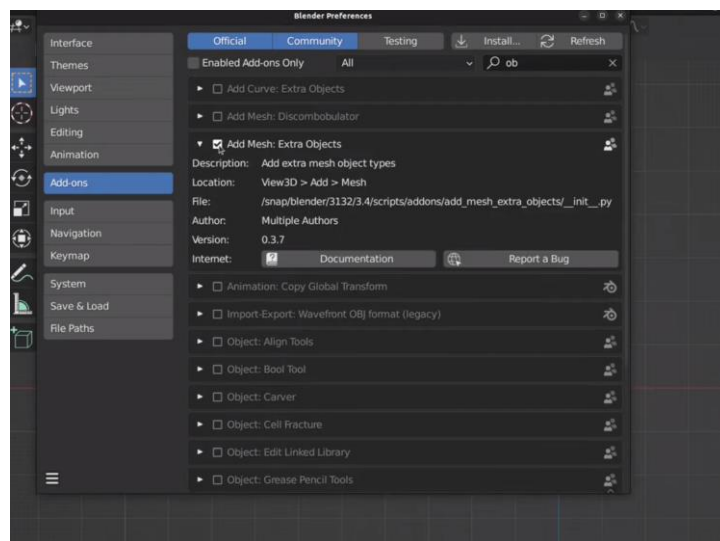 Blender Preferences
Interface
Themes
Viewport
Lights
Editing
Animation
Add-ons
Input
Navigation
Keymap
System
Save & Load
File Paths
Official Community Testing Install... Refresh
Enabled Add-ons Only All ob
Add Curve: Extra Objects
Add Mesh: Discombobulator
Add Mesh: Extra Objects
Description: Add extra mesh object types
Location: View3D > Add > Mesh
File: /snap/blender/3132/3.4/scripts/addons/add_mesh_extra_objects/__init__.py
Author: Multiple Authors
Version: 0.3.7
Internet: Documentation Report a Bug
Animation: Copy Global Transform
Import-Export: Wavefront OBJ format (legacy)
Object: Align Tools
Object: Bool Tool
Object: Carver
Object: Cell Fracture
Object: Edit Linked Library
Object: Grease Pencil Tools